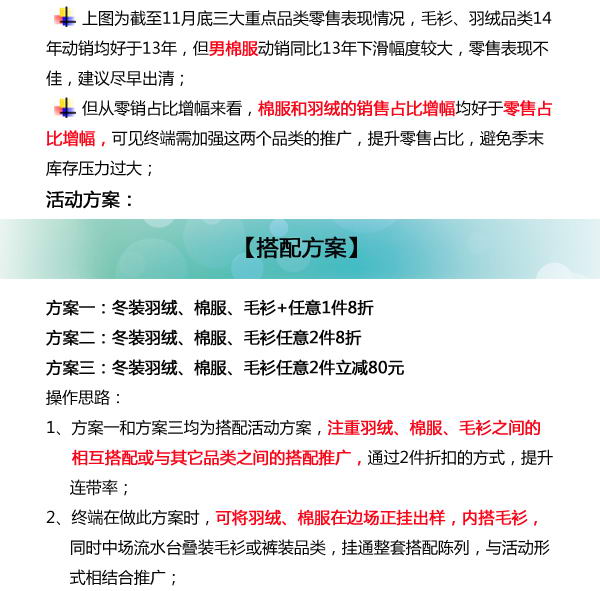 上图为截至11月底三大重点品类零售表现情况，毛衫、羽绒品类14
年动销均好于13年，但男棉服动销同比13年下滑幅度较大，零售表现不
佳，建议尽早出清；
但从零销占比增幅来看，棉服和羽绒的销售占比增幅均好于零售占
比增幅，可见终端需加强这两个品类的推广，提升零售占比，避免季末
库存压力过大；
活动方案：
【搭配方案】
方案一：冬装羽绒、棉服、毛衫+任意1件8折
方案二：冬装羽绒、棉服、毛衫任意2件8折
方案三：冬装羽绒、棉服、毛衫任意2件立减80元
操作思路：
1、方案一和方案三均为搭配活动方案，注重羽绒、棉服、毛衫之间的
相互搭配或与其它品类之间的搭配推广，通过2件折扣的方式，提升
连带率；
2、终端在做此方案时，可将羽绒、棉服在边场正挂出样，内搭毛衫，
同时中场流水台叠装毛衫或裤装品类，挂通整套搭配陈列，与活动形
式相结合推广；